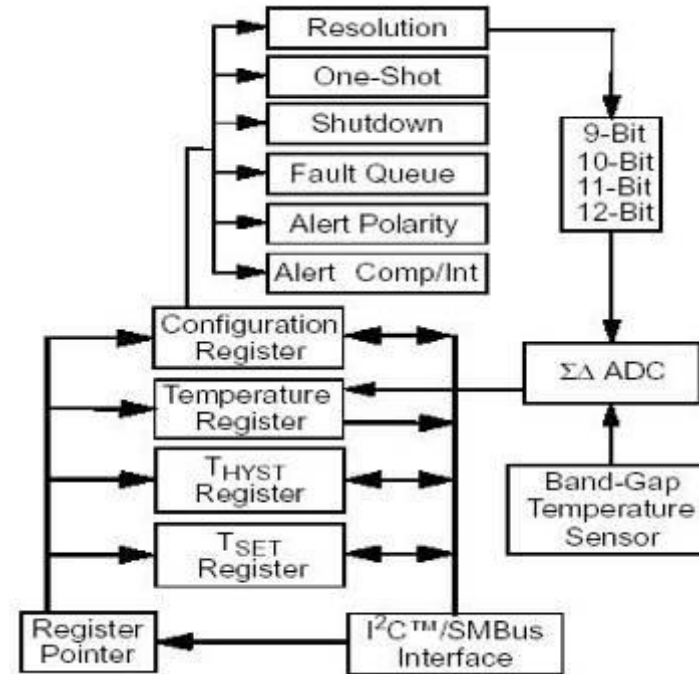 Resolution
One-Shot
Shutdown
Fault Queue
Alert Polarity
Alert Comp/Int
9-Bit
10-Bit
11-Bit
12-Bit
Configuration
Register
Temperature
Register
THYST
Register
TSET
Register
ΣΔ ADC
Band-Gap
Temperature
Sensor
Register
Pointer
I²C™/SMBus
Interface